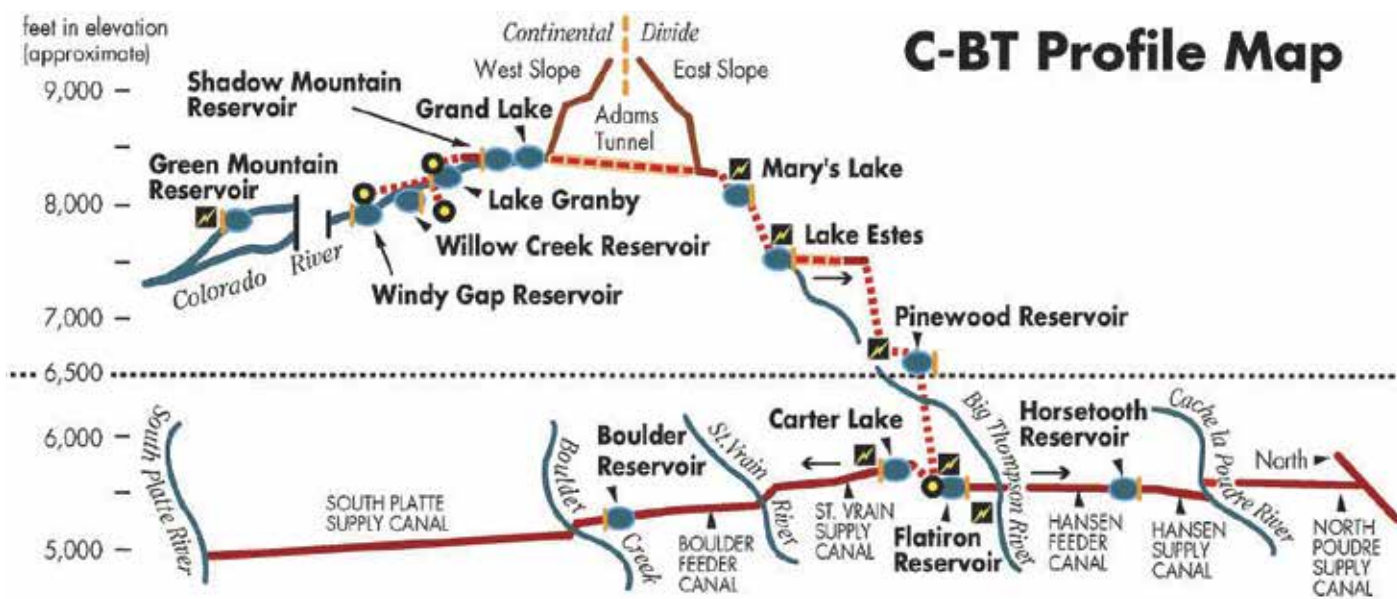 feet in elevation
(approximate)
C-BT Profile Map
Continental Divide
West Slope
East Slope
9,000
Shadow Mountain
Reservoir
Grand Lake
Adams
Tunnel
Green Mountain
Reservoir
Mary's Lake
8,000
Lake Granby
Willow Creek Reservoir
Lake Estes
Colorado River
Windy Gap Reservoir
7,000
Pinewood Reservoir
6,500
6,000
South Platte River
Boulder Creek
Boulder
Reservoir
St. Vrain River
Carter Lake
Big Thompson River
Horsetooth
Reservoir
Cache la Poudre River
North
SOUTH PLATTE
SUPPLY CANAL
5,000
BOULDER
FEEDER
CANAL
ST. VRAIN
SUPPLY
CANAL
Flatiron
Reservoir
HANSEN
FEEDER
CANAL
HANSEN
SUPPLY
CANAL
NORTH
POUDRE
SUPPLY
CANAL